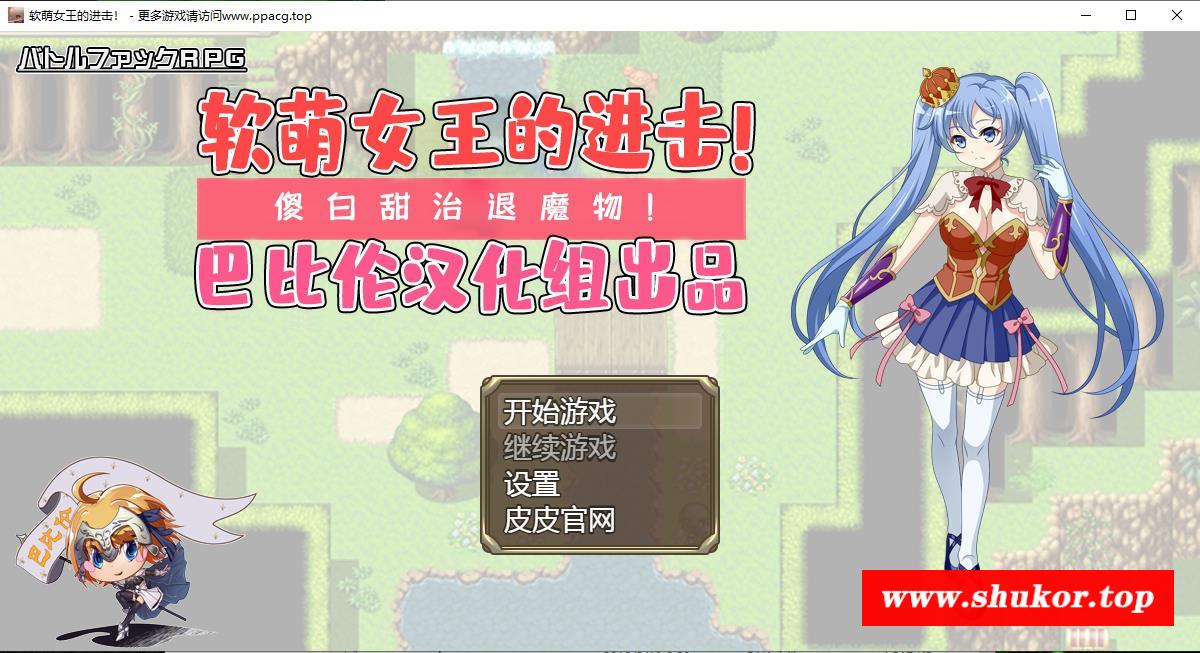 软萌女王的进击！ - 更多游戏请访问www.ppacg.top
バトルファックRPG
软萌女王的进击!
傻白甜治退魔物！
巴比伦汉化组出品
开始游戏
继续游戏
设置
皮皮官网
巴比伦
www.shukor.top